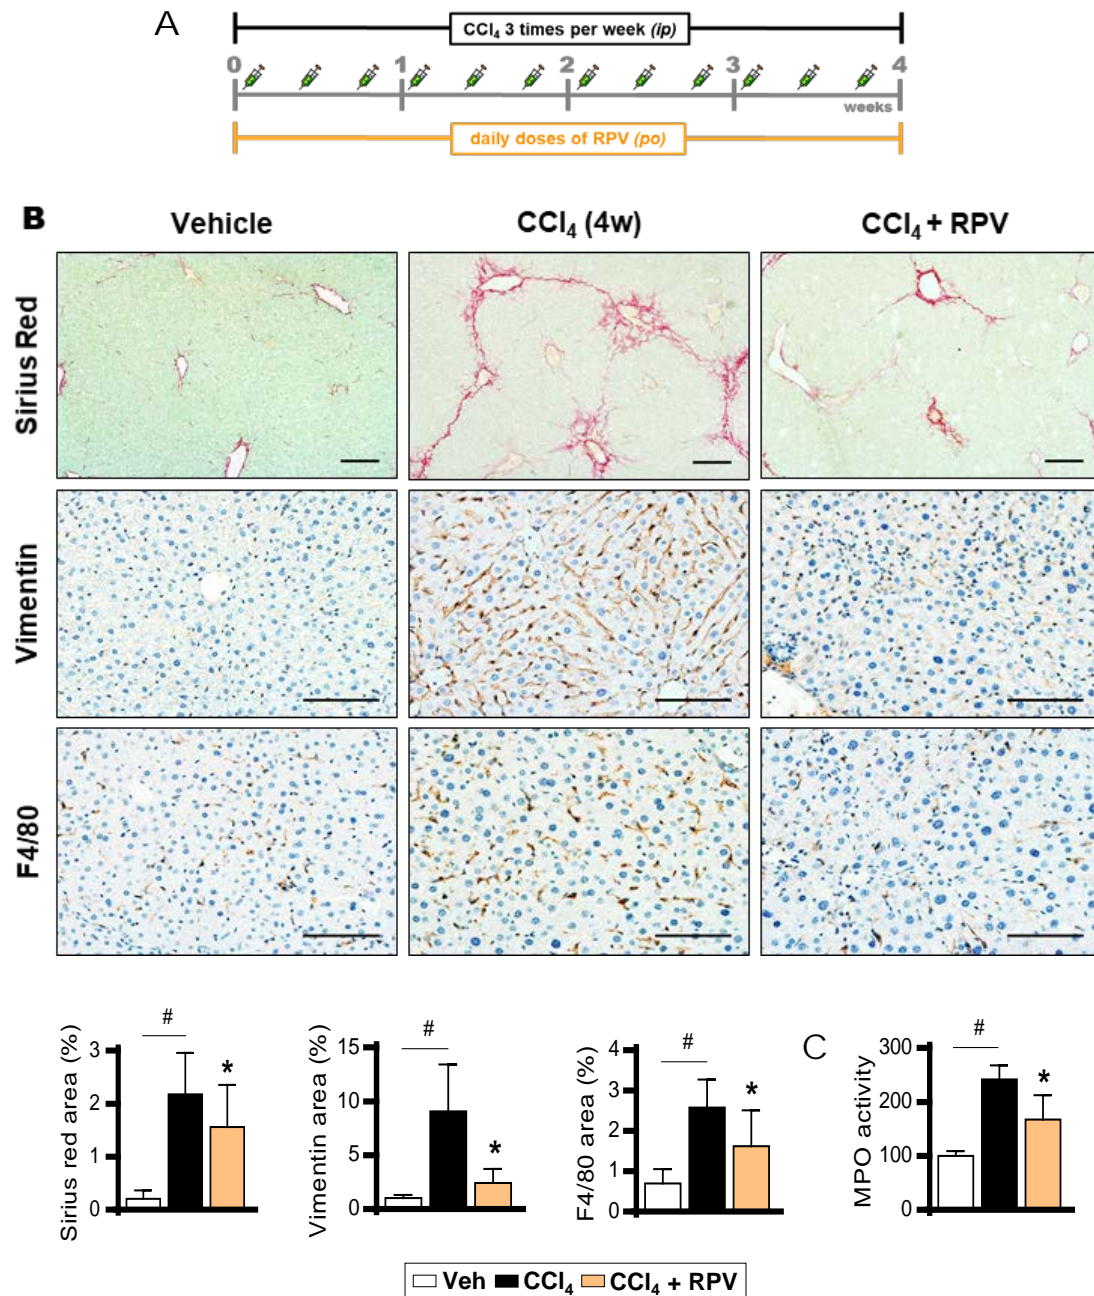 A
CCl₄ 3 times per week (ip)
0 1 2 3 4
weeks
daily doses of RPV (po)
B
Vehicle CCl₄ (4w) CCl₄ + RPV
Sirius Red
Vimentin
F4/80
Sirius red area (%)
3
2
1
0
#
*
Vimentin area (%)
15
10
5
0
#
*
F4/80 area (%)
4
3
2
1
0
#
*
C
MPO activity
300
200
100
0
#
*
Veh CCl₄ CCl₄ + RPV